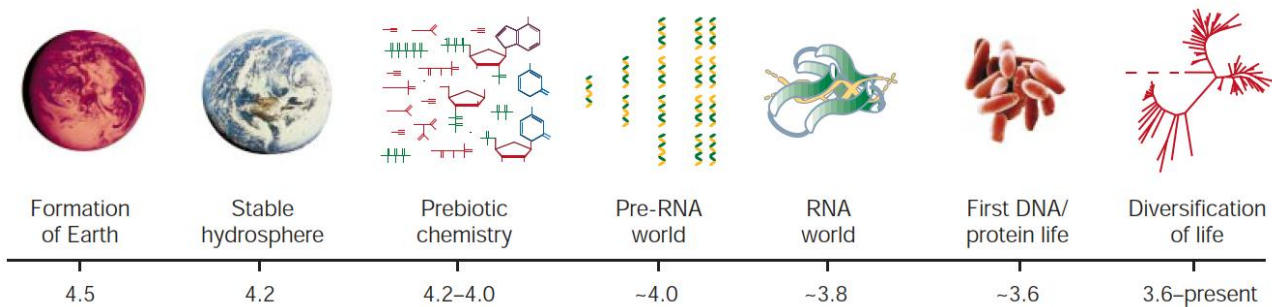 Formation
of Earth
Stable
hydrosphere
Prebiotic
chemistry
Pre-RNA
world
RNA
world
First DNA/
protein life
Diversification
of life
4.5
4.2
4.2–4.0
~4.0
~3.8
~3.6
3.6–present